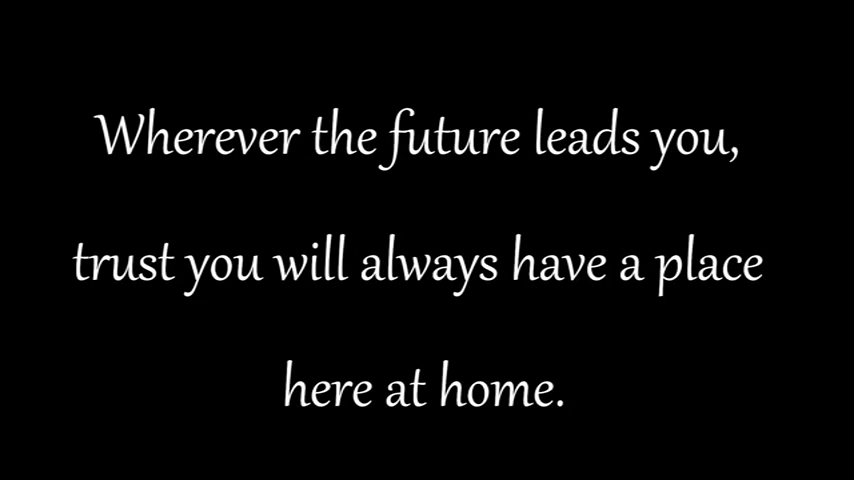 Wherever the future leads you,
trust you will always have a place
here at home.